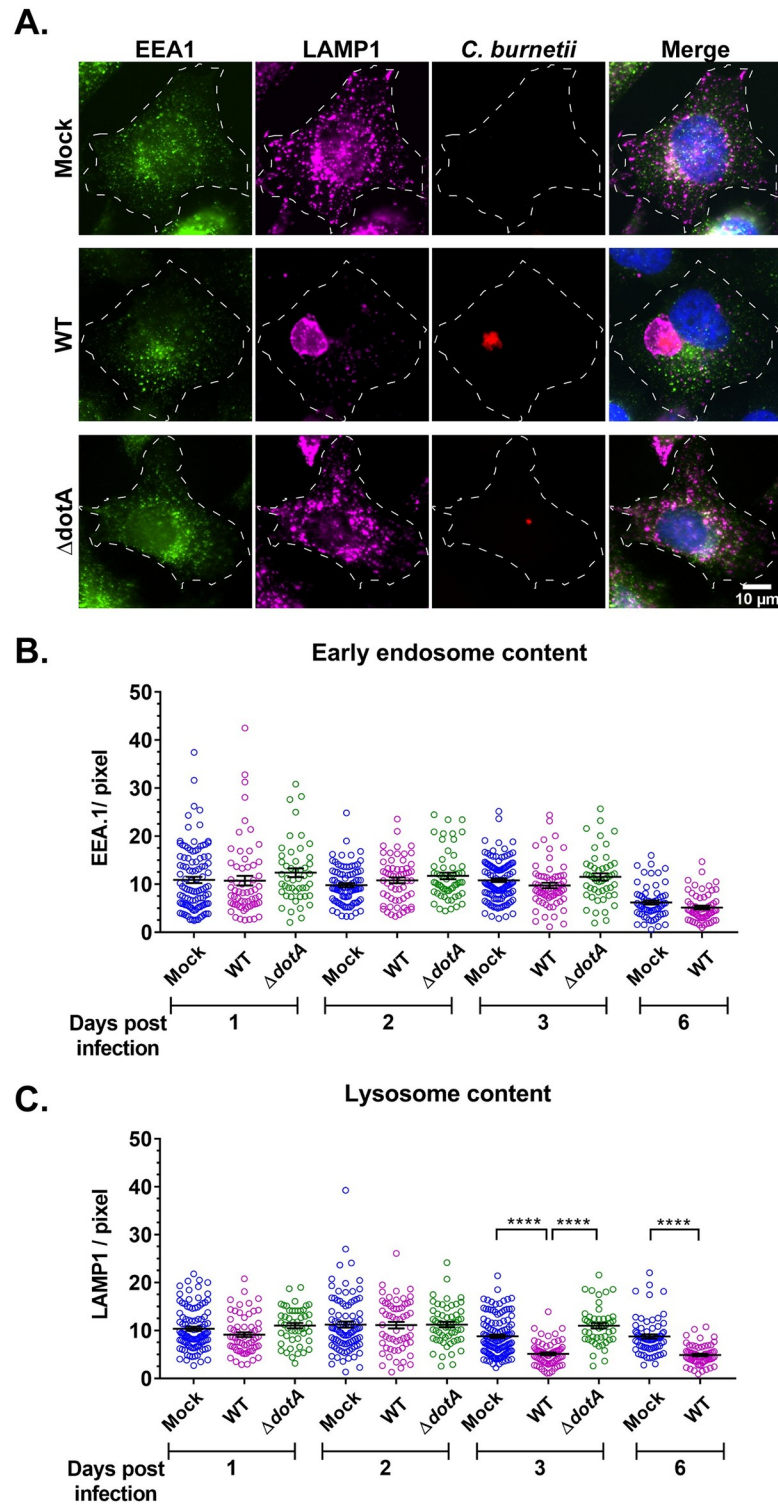 A.
EEA1 LAMP1 C. burnetii Merge
Mock
WT
ΔdotA
10 µm
B.
Early endosome content
EEA.1/ pixel
50
40
30
20
10
0
Mock WT ΔdotA Mock WT ΔdotA Mock WT ΔdotA Mock WT
Days post infection
1 2 3 6
C.
Lysosome content
LAMP1 / pixel
50
40
30
20
10
0
**** **** ****
Mock WT ΔdotA Mock WT ΔdotA Mock WT ΔdotA Mock WT
Days post infection
1 2 3 6